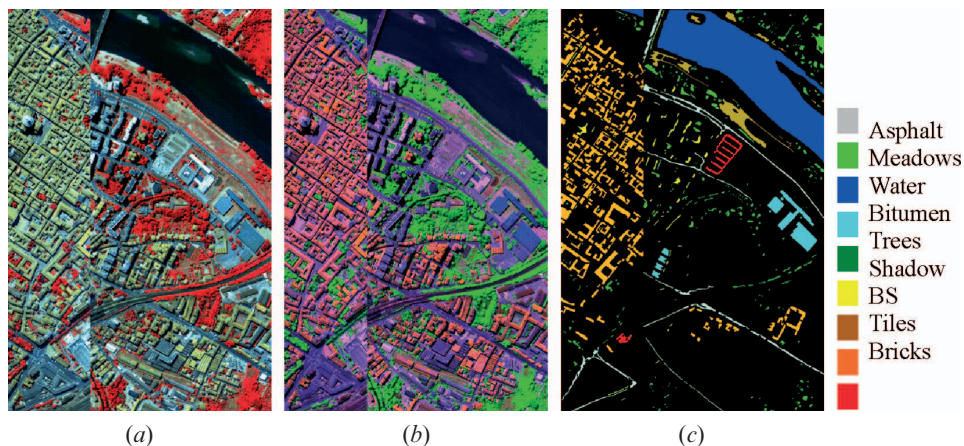 Asphalt
Meadows
Water
Bitumen
Trees
Shadow
BS
Tiles
Bricks
(a) (b) (c)